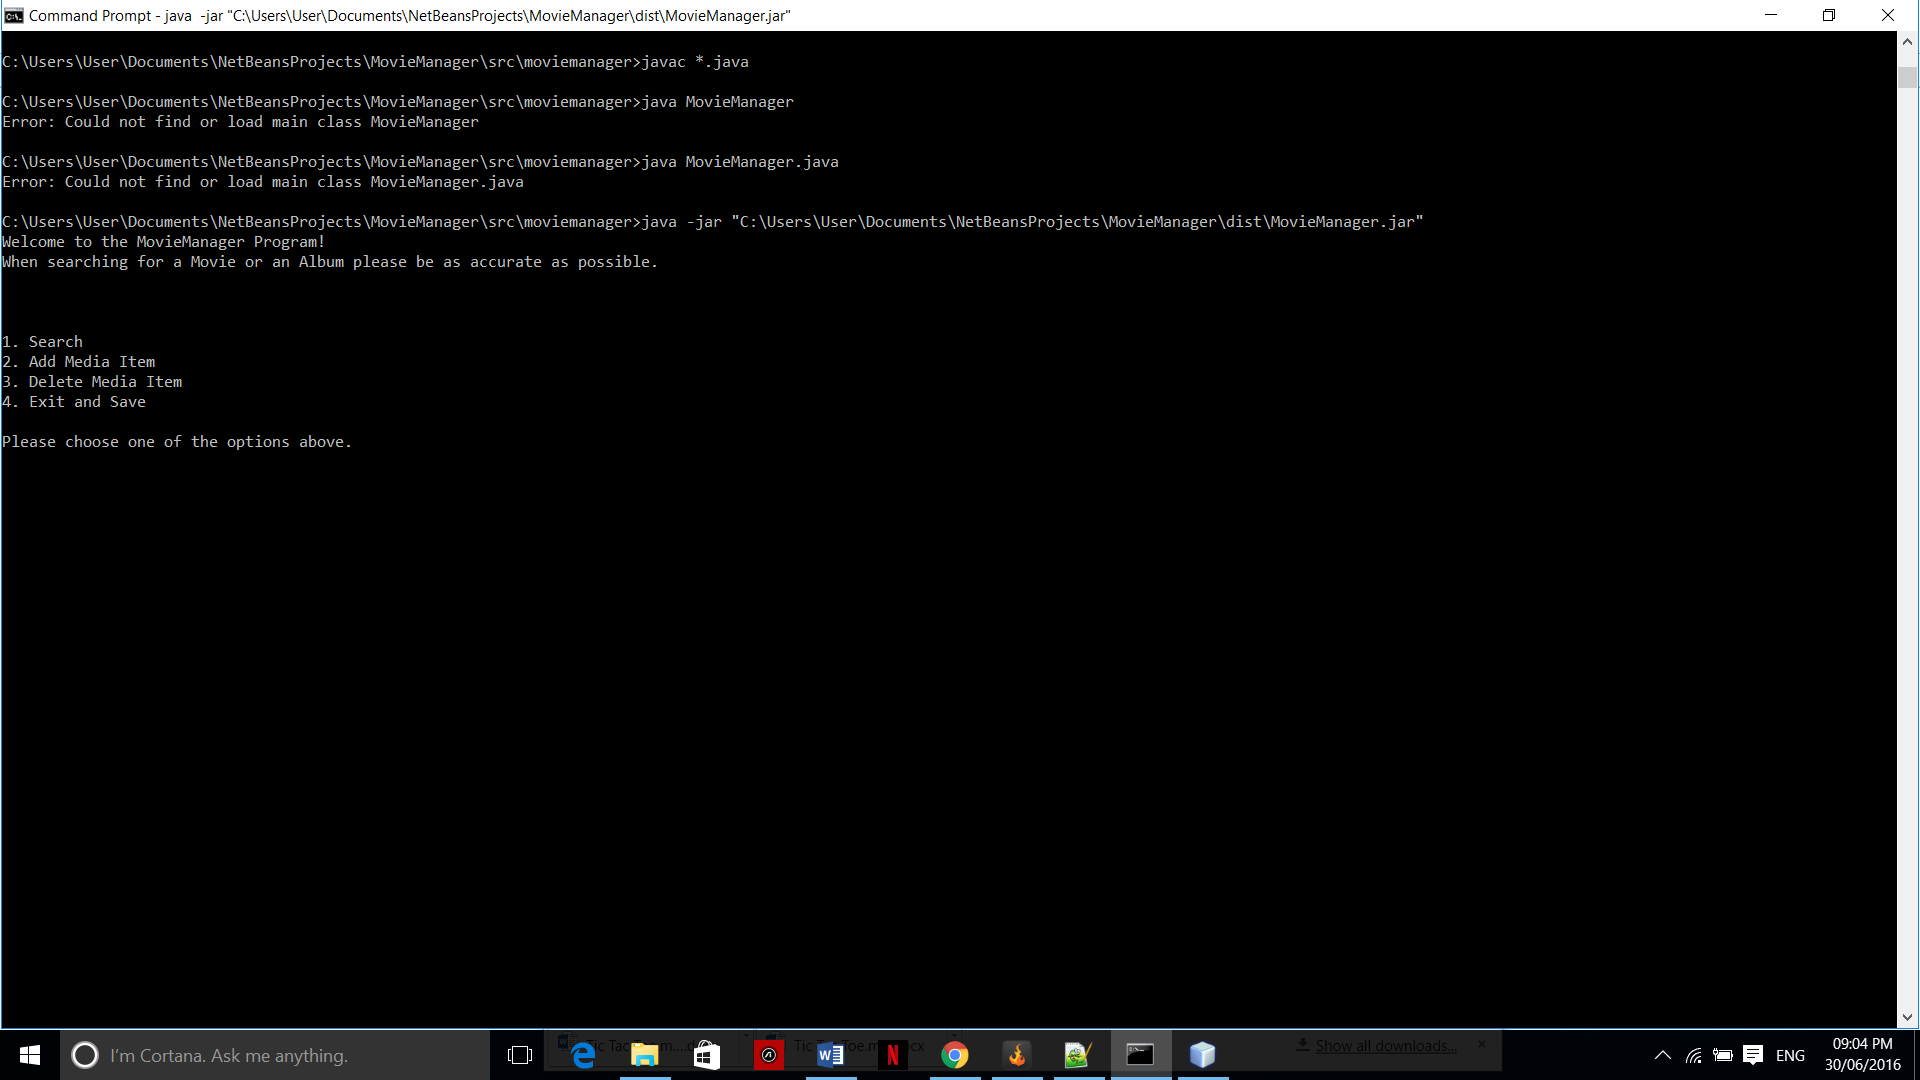 Command Prompt - java  -jar "C:\Users\User\Documents\NetBeansProjects\MovieManager\dist\MovieManager.jar"
C:\Users\User\Documents\NetBeansProjects\MovieManager\src\moviemanager>javac *.java
C:\Users\User\Documents\NetBeansProjects\MovieManager\src\moviemanager>java MovieManager
Error: Could not find or load main class MovieManager
C:\Users\User\Documents\NetBeansProjects\MovieManager\src\moviemanager>java MovieManager.java
Error: Could not find or load main class MovieManager.java
C:\Users\User\Documents\NetBeansProjects\MovieManager\src\moviemanager>java -jar "C:\Users\User\Documents\NetBeansProjects\MovieManager\dist\MovieManager.jar"
Welcome to the MovieManager Program!
When searching for a Movie or an Album please be as accurate as possible.
1. Search
2. Add Media Item
3. Delete Media Item
4. Exit and Save
Please choose one of the options above.
I'm Cortana. Ask me anything.
Show all downloads...
ENG
09:04 PM
30/06/2016